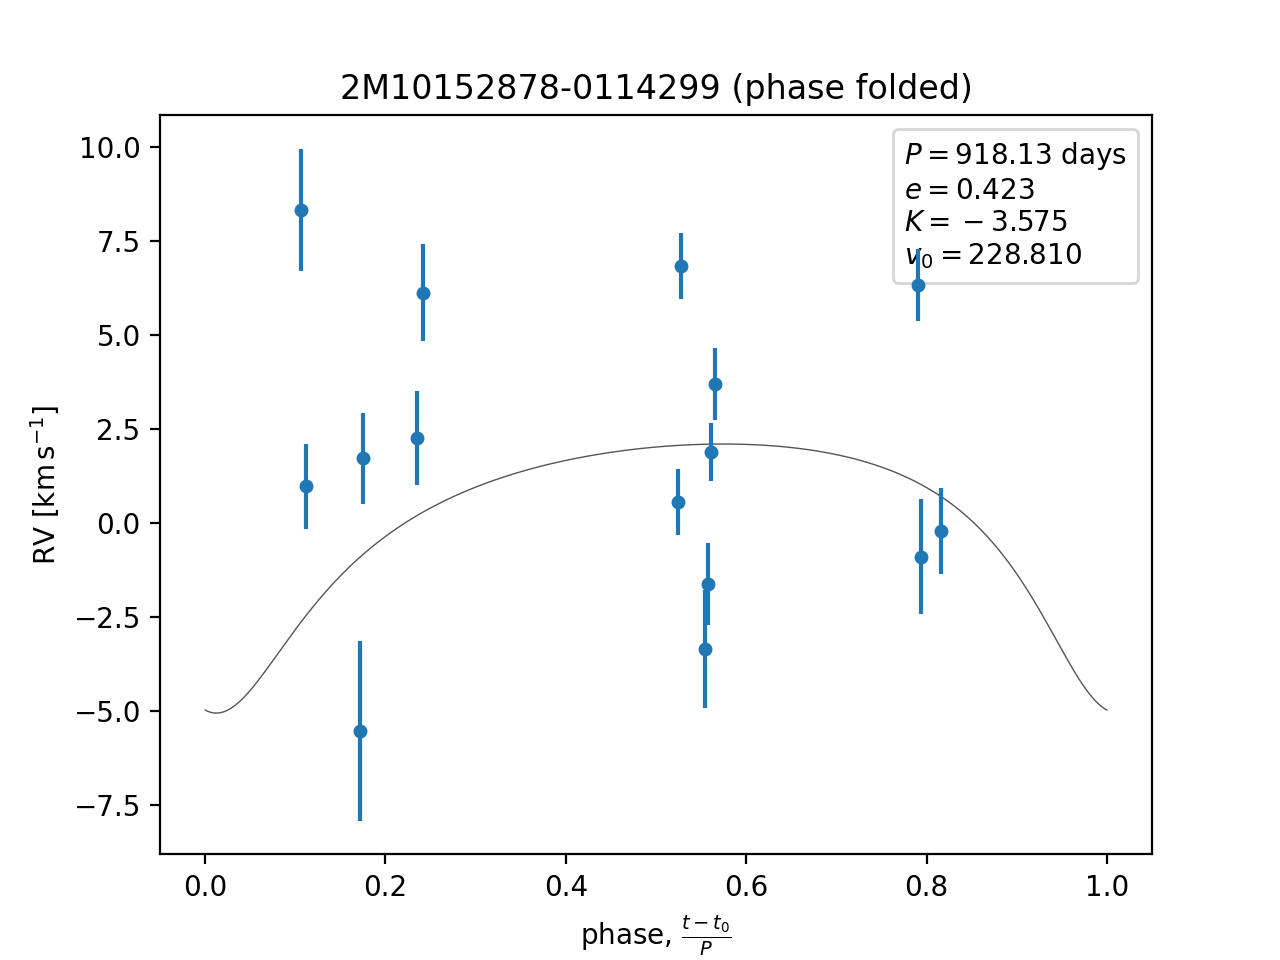 2M10152878-0114299 (phase folded)
P = 918.13 days
e = 0.423
K = −3.575
v₀ = 228.810
10.0
7.5
5.0
2.5
0.0
−2.5
−5.0
−7.5
RV [km s⁻¹]
0.0 0.2 0.4 0.6 0.8 1.0
phase, (t − t₀)/P